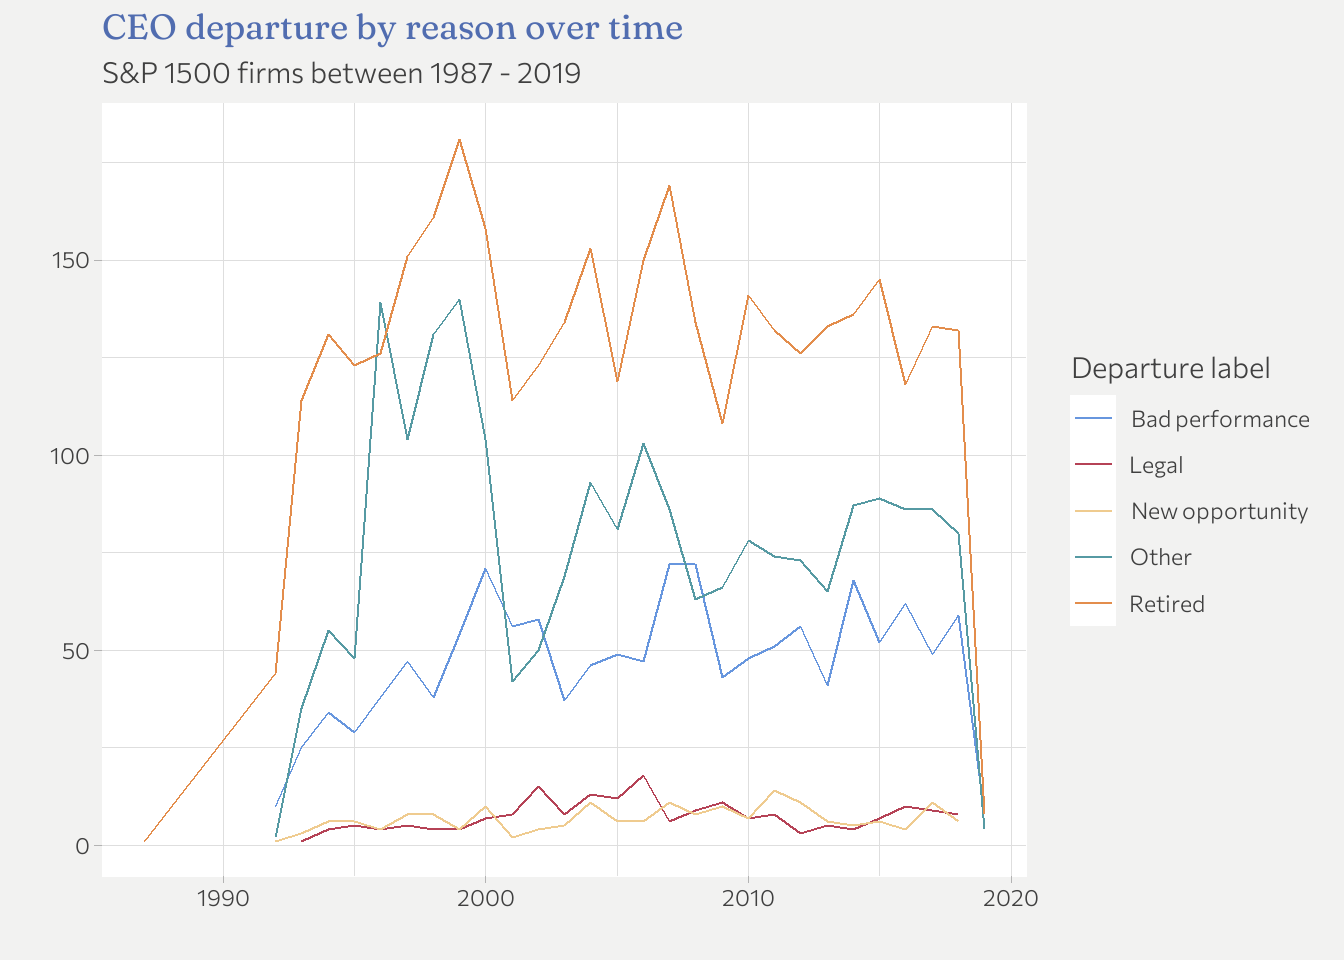 CEO departure by reason over time
S&P 1500 firms between 1987 - 2019
150
100
50
0
1990 2000 2010 2020
Departure label
Bad performance
Legal
New opportunity
Other
Retired